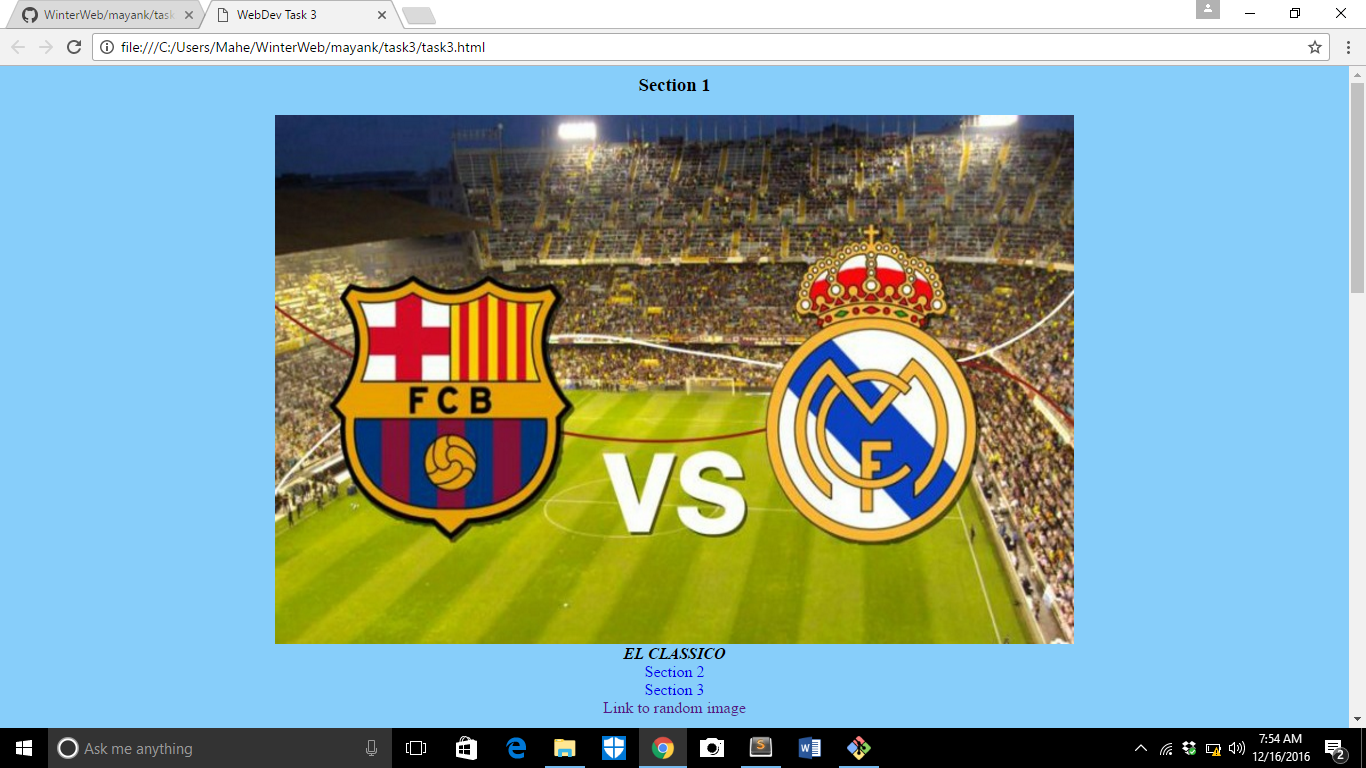 WinterWeb/mayank/task
WebDev Task 3
file:///C:/Users/Mahe/WinterWeb/mayank/task3/task3.html
Section 1
FCB
VS
EL CLASSICO
Section 2
Section 3
Link to random image
Ask me anything
7:54 AM
12/16/2016
2